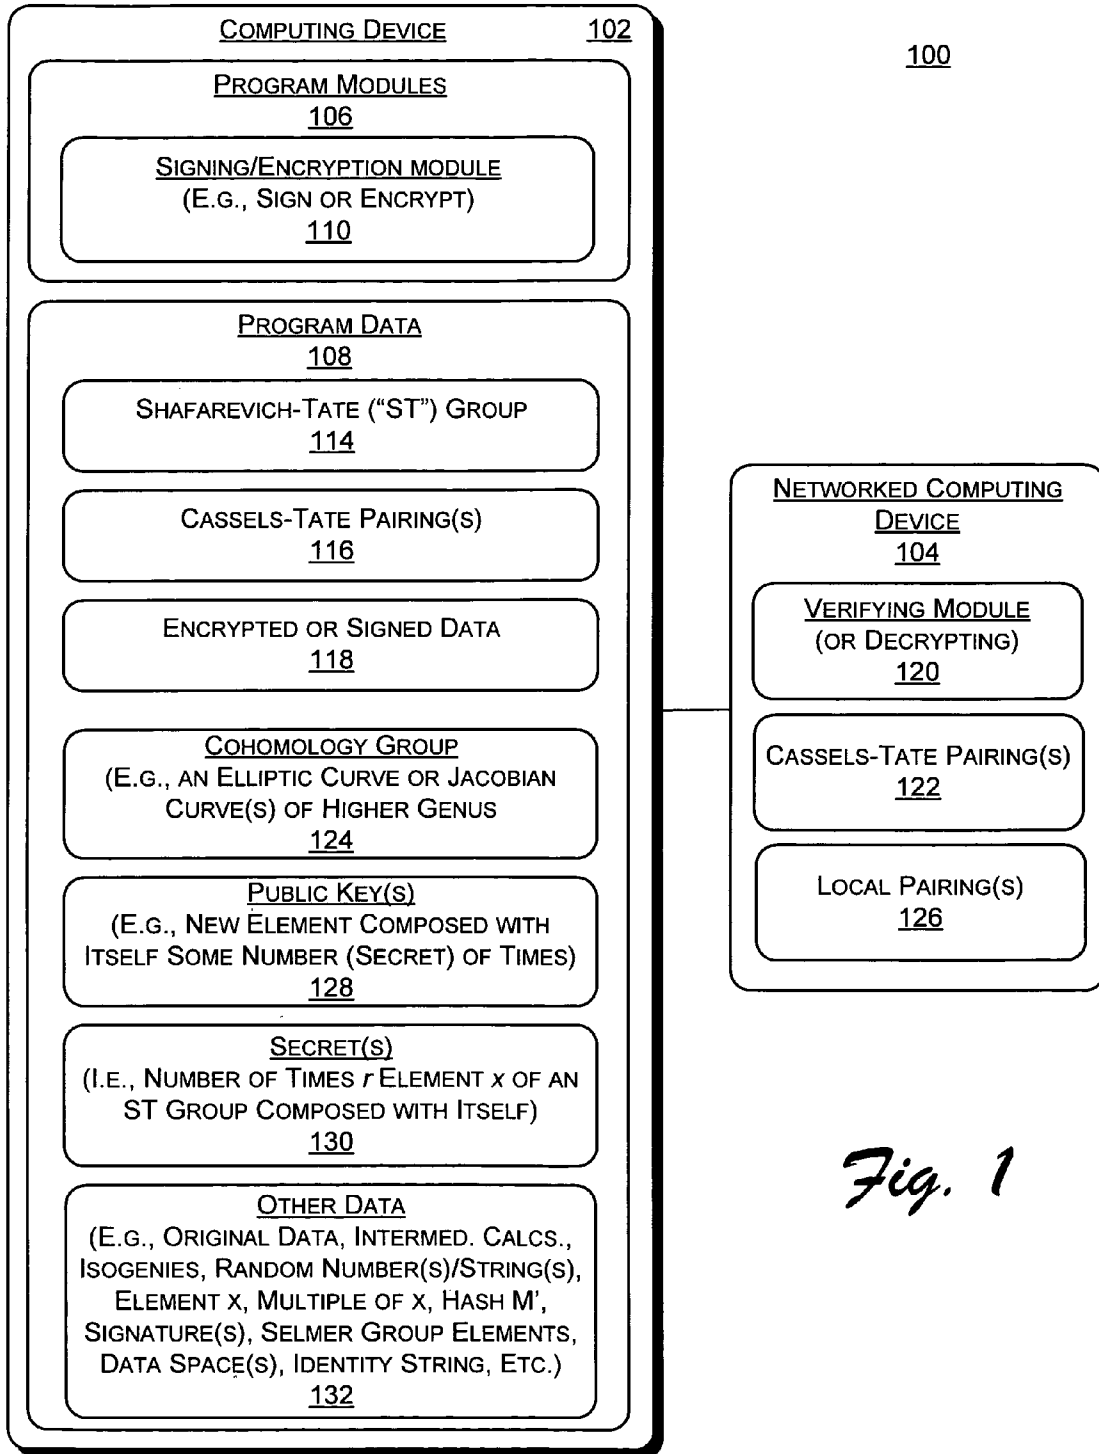 COMPUTING DEVICE 102
100
PROGRAM MODULES
106
SIGNING/ENCRYPTION MODULE
(E.G., SIGN OR ENCRYPT)
110
PROGRAM DATA
108
SHAFAREVICH-TATE ("ST") GROUP
114
CASSELS-TATE PAIRING(S)
116
ENCRYPTED OR SIGNED DATA
118
COHOMOLOGY GROUP
(E.G., AN ELLIPTIC CURVE OR JACOBIAN
CURVE(S) OF HIGHER GENUS
124
PUBLIC KEY(S)
(E.G., NEW ELEMENT COMPOSED WITH
ITSELF SOME NUMBER (SECRET) OF TIMES)
128
SECRET(S)
(I.E., NUMBER OF TIMES r ELEMENT x OF AN
ST GROUP COMPOSED WITH ITSELF)
130
OTHER DATA
(E.G., ORIGINAL DATA, INTERMED. CALCS.,
ISOGENIES, RANDOM NUMBER(S)/STRING(S),
ELEMENT X, MULTIPLE OF X, HASH M',
SIGNATURE(S), SELMER GROUP ELEMENTS,
DATA SPACE(S), IDENTITY STRING, ETC.)
132
NETWORKED COMPUTING
DEVICE
104
VERIFYING MODULE
(OR DECRYPTING)
120
CASSELS-TATE PAIRING(S)
122
LOCAL PAIRING(S)
126
Fig. 1